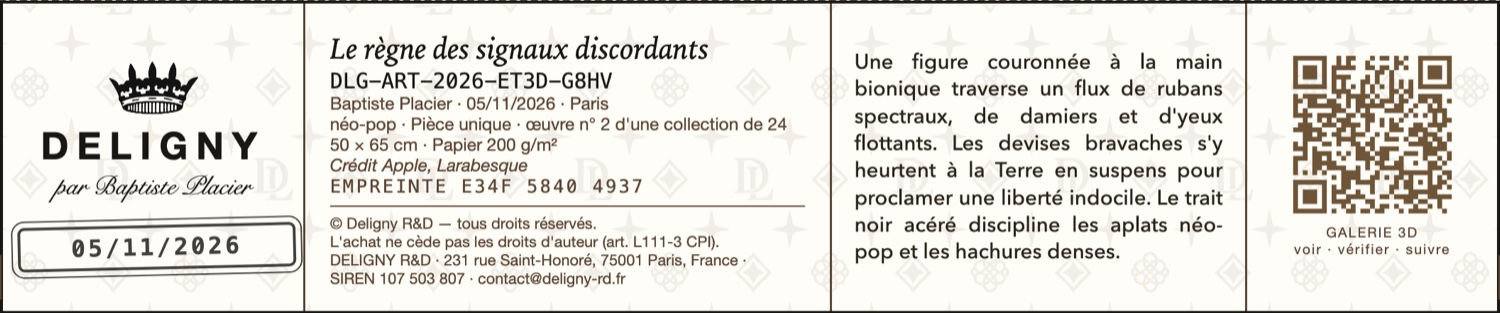 DELIGNY
par Baptiste Placier
05/11/2026
Le règne des signaux discordants
DLG–ART–2026–ET3D–G8HV
Baptiste Placier · 05/11/2026 · Paris
néo-pop · Pièce unique · œuvre n° 2 d'une collection de 24
50 × 65 cm · Papier 200 g/m²
Crédit Apple, Larabesque
EMPREINTE E34F 5840 4937
© Deligny R&D — tous droits réservés.
L'achat ne cède pas les droits d'auteur (art. L111-3 CPI).
DELIGNY R&D · 231 rue Saint-Honoré, 75001 Paris, France ·
SIREN 107 503 807 · contact@deligny-rd.fr
Une figure couronnée à la main
bionique traverse un flux de rubans
spectraux, de damiers et d'yeux
flottants. Les devises bravaches s'y
heurtent à la Terre en suspens pour
proclamer une liberté indocile. Le trait
noir acéré discipline les aplats néo-
pop et les hachures denses.
GALERIE 3D
voir · vérifier · suivre